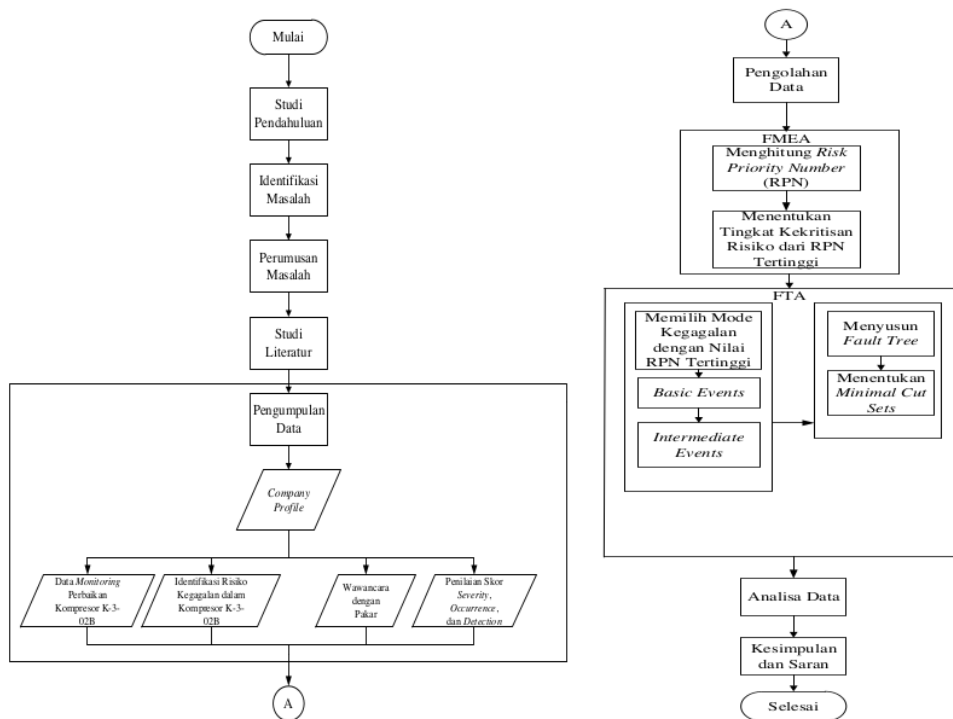 Mulai
Studi
Pendahuluan
Identifikasi
Masalah
Perumusan
Masalah
Studi
Literatur
Pengumpulan
Data
Company
Profile
Data Monitoring
Perbaikan
Kompresor K-3-
02B
Identifikasi Risiko
Kegagalan dalam
Kompresor K-3-
02B
Wawancara
dengan
Pakar
Penilaian Skor
Severity,
Occurrence,
dan Detection
A
A
Pengolahan
Data
FMEA
Menghitung Risk
Priority Number
(RPN)
Menentukan
Tingkat Kekritisan
Risiko dari RPN
Tertinggi
FTA
Memilih Mode
Kegagalan
dengan Nilai
RPN Tertinggi
Basic Events
Intermediate
Events
Menyusun
Fault Tree
Menentukan
Minimal Cut
Sets
Analisa Data
Kesimpulan
dan Saran
Selesai